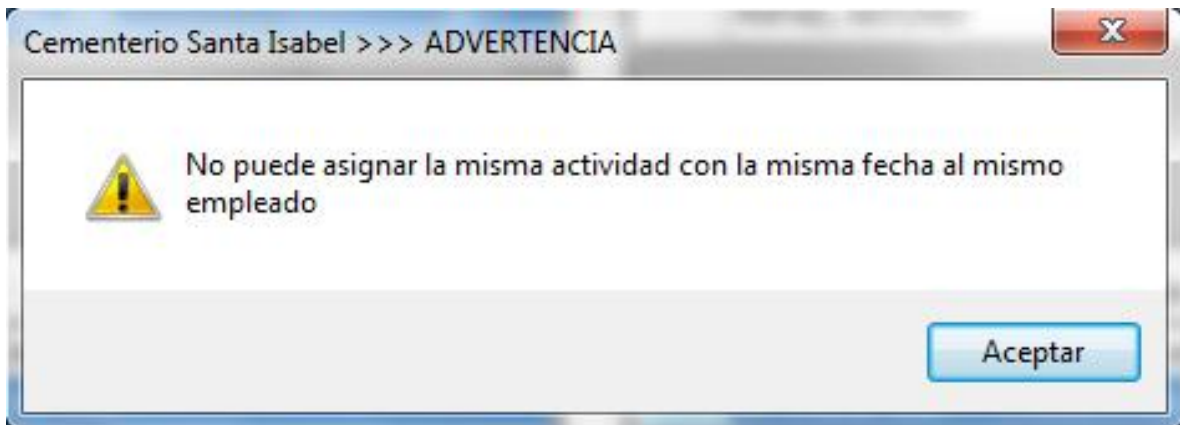 Cementerio Santa Isabel >>> ADVERTENCIA
No puede asignar la misma actividad con la misma fecha al mismo
empleado
Aceptar